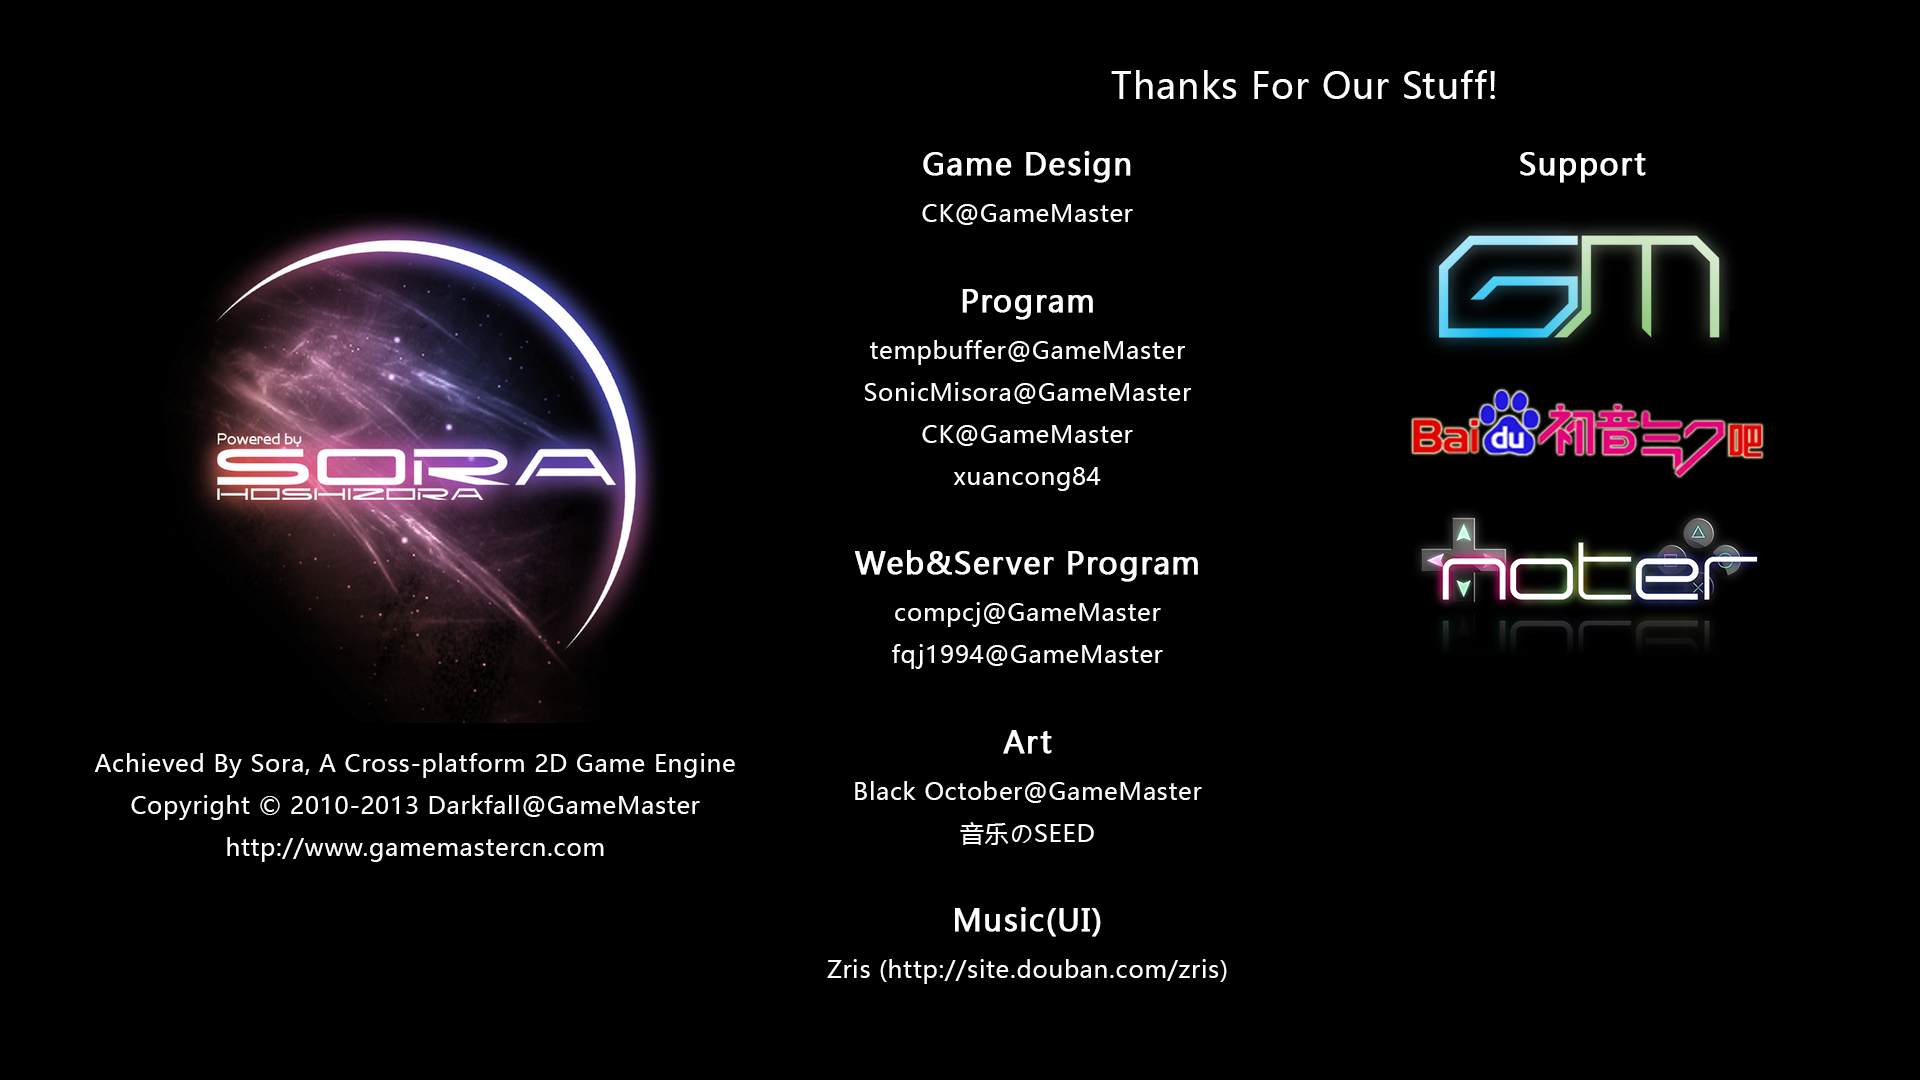 Thanks For Our Stuff!
Powered by
SORA
HOSHIZORA
Achieved By Sora, A Cross-platform 2D Game Engine
Copyright © 2010-2013 Darkfall@GameMaster
http://www.gamemastercn.com
Game Design
CK@GameMaster
Program
tempbuffer@GameMaster
SonicMisora@GameMaster
CK@GameMaster
xuancong84
Web&Server Program
compcj@GameMaster
fqj1994@GameMaster
Art
Black October@GameMaster
音乐のSEED
Music(UI)
Zris (http://site.douban.com/zris)
Support
GM
Bai du 初音ミク吧
noter